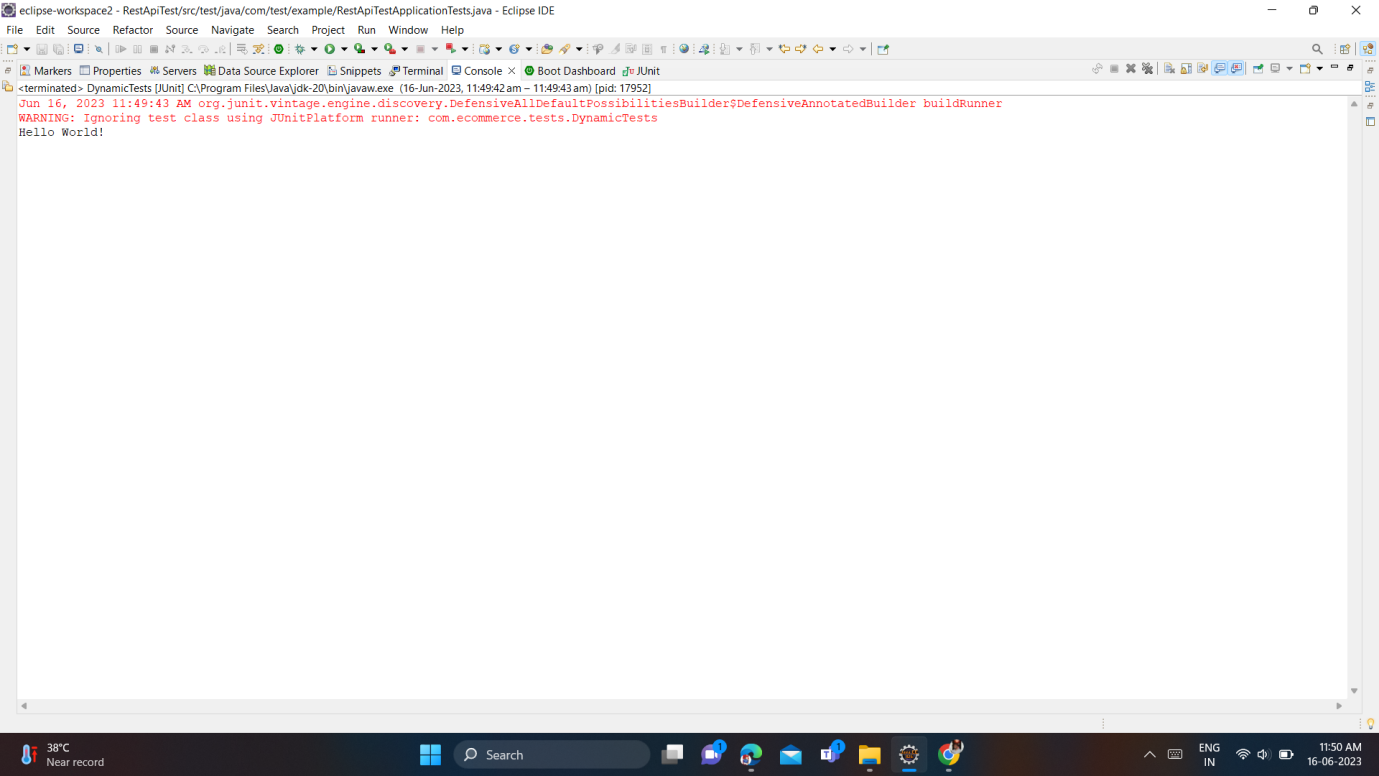 eclipse-workspace2 - RestApiTest/src/test/java/com/test/example/RestApiTestApplicationTests.java - Eclipse IDE
File Edit Source Refactor Source Navigate Search Project Run Window Help
Markers Properties Servers Data Source Explorer Snippets Terminal Console Boot Dashboard JUnit
<terminated> DynamicTests [JUnit] C:\Program Files\Java\jdk-20\bin\javaw.exe (16-Jun-2023, 11:49:42 am – 11:49:43 am) [pid: 17952]
Jun 16, 2023 11:49:43 AM org.junit.vintage.engine.discovery.DefensiveAllDefaultPossibilitiesBuilder$DefensiveAnnotatedBuilder buildRunner
WARNING: Ignoring test class using JUnitPlatform runner: com.ecommerce.tests.DynamicTests
Hello World!
38°C
Near record
Search
1
1
ENG
IN
11:50 AM
16-06-2023